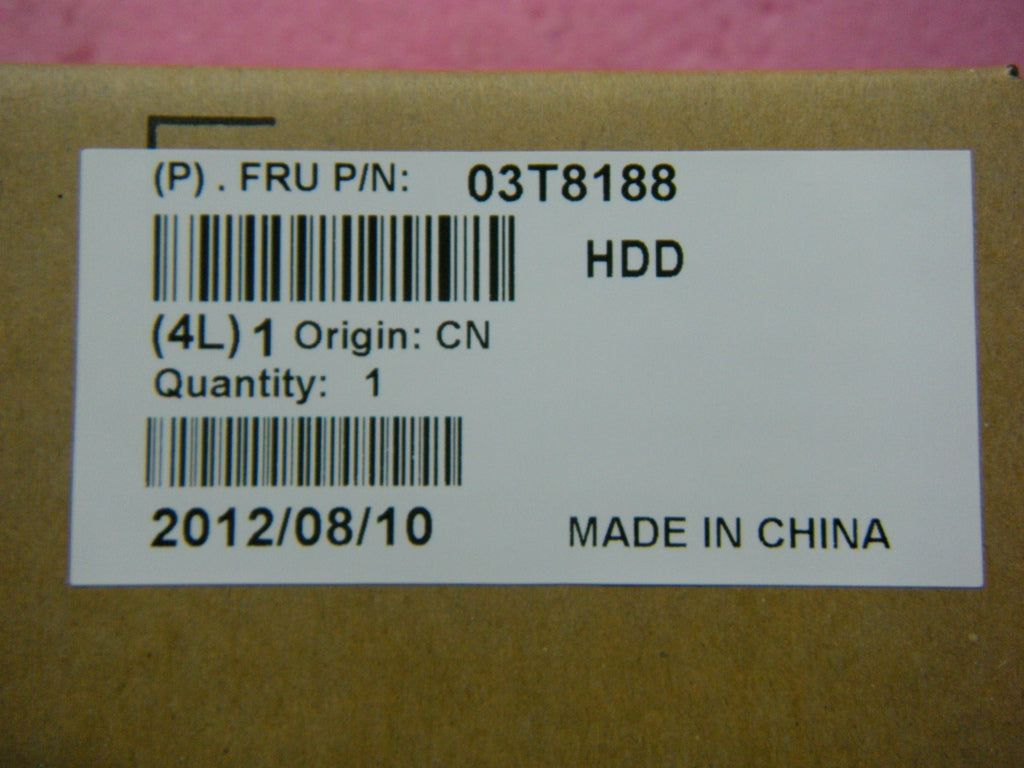 (P) . FRU P/N: 03T8188
HDD
(4L) 1 Origin: CN
Quantity: 1
2012/08/10 MADE IN CHINA